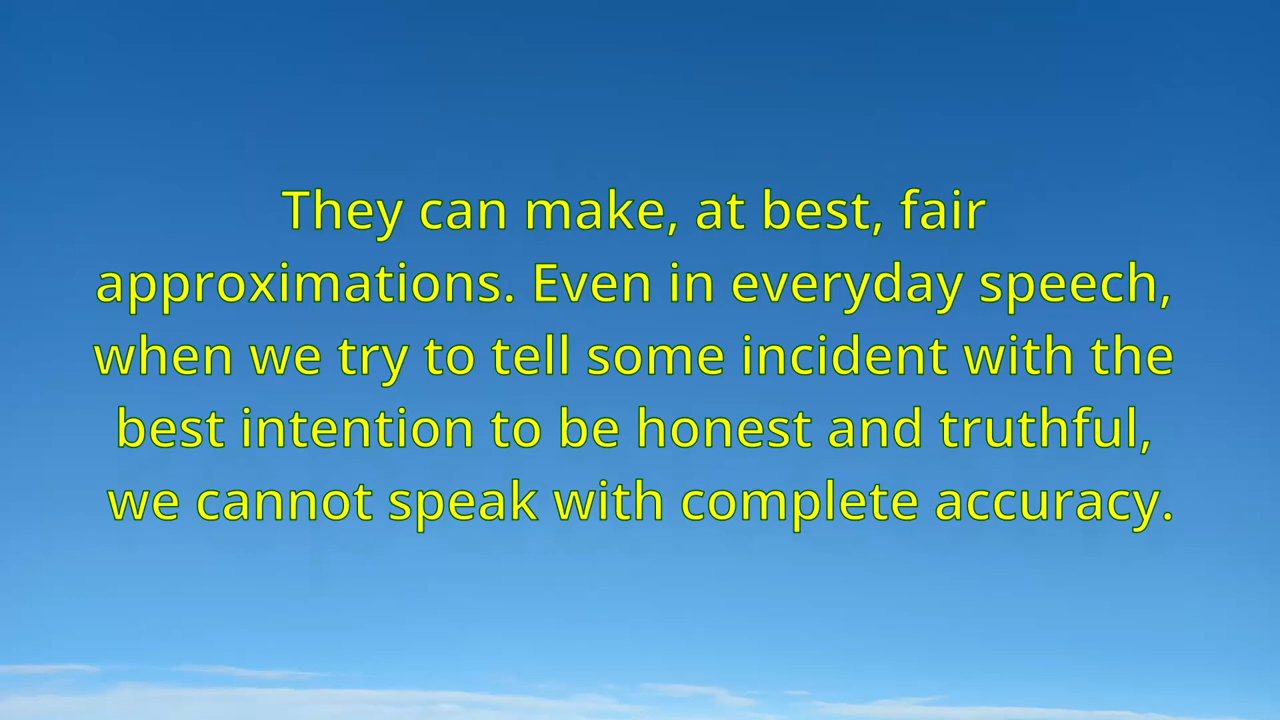 They can make, at best, fair
approximations. Even in everyday speech,
when we try to tell some incident with the
best intention to be honest and truthful,
we cannot speak with complete accuracy.